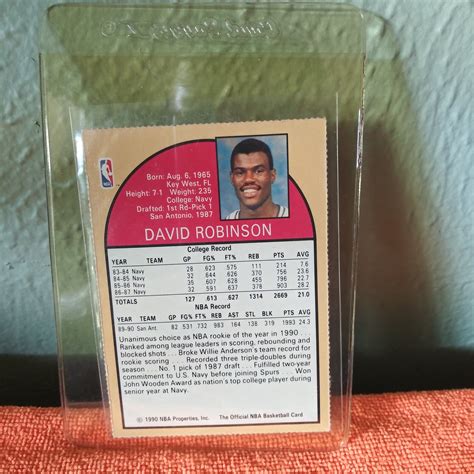 NBA
Born: Aug. 6, 1965
Key West, FL
Height: 7.1 Weight: 235
College: Navy
Drafted: 1st Rd-Pick 1
San Antonio, 1987
DAVID ROBINSON
College Record
YEAR TEAM GP FG% FT% REB PTS AVG
83-84 Navy 28 .623 .575 111 214 7.6
84-85 Navy 32 .644 .626 370 756 23.6
85-86 Navy 35 .607 .628 455 796 22.7
86-87 Navy 32 .591 .637 378 903 28.2
TOTALS 127 .613 .627 1314 2669 21.0
NBA Record
YEAR TEAM GP FG% FT% REB AST STL BLK PTS AVG
89-90 San Ant. 82 .531 .732 983 164 138 319 1993 24.3
Unanimous choice as NBA rookie of the year in 1990 . . .
Ranked among league leaders in scoring, rebounding and
blocked shots . . . Broke Willie Anderson's team record for
rookie scoring . . . Recorded three triple-doubles during
season . . . No. 1 pick of 1987 draft . . . Fulfilled two-year
commitment to U.S. Navy before joining Spurs . . . Won
John Wooden Award as nation's top college player during
senior year at Navy.
© 1990 NBA Properties, Inc. The Official NBA Basketball Card